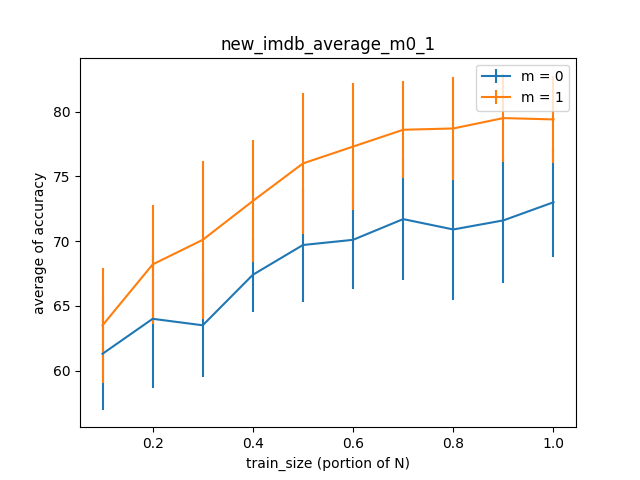 new_imdb_average_m0_1
m = 0
m = 1
80
75
70
65
60
average of accuracy
0.2 0.4 0.6 0.8 1.0
train_size (portion of N)